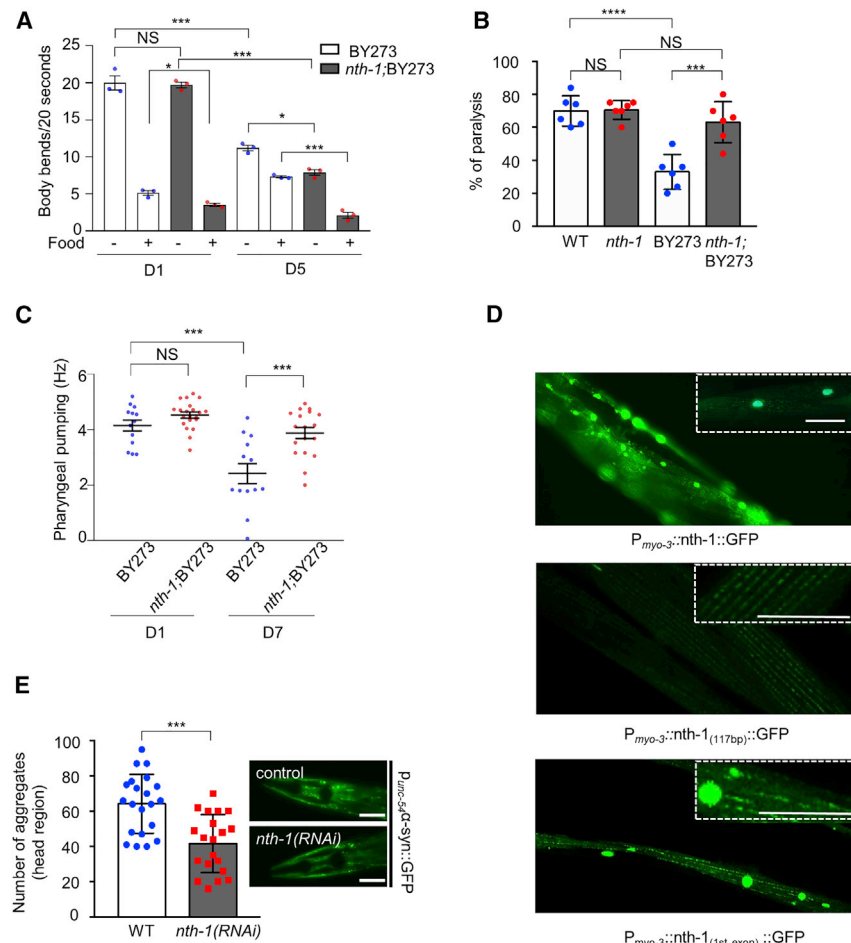 A
***
NS
***
*
BY273
nth-1;BY273
*
***
Body bends/20 seconds
25
20
15
10
5
0
Food - + - + - + - +
D1 D5
B
****
NS
NS
***
% of paralysis
100
80
60
40
20
0
WT nth-1 BY273 nth-1;
BY273
C
***
NS
***
Pharyngeal pumping (Hz)
6
4
2
0
BY273 nth-1;BY273 BY273 nth-1;BY273
D1 D7
D
Pmyo-3::nth-1::GFP
Pmyo-3::nth-1(117bp)::GFP
Pmyo-3::nth-1(1st exon)::GFP
E
***
Number of aggregates
(head region)
100
80
60
40
20
0
WT nth-1(RNAi)
control
nth-1(RNAi)
punc-54α-syn::GFP